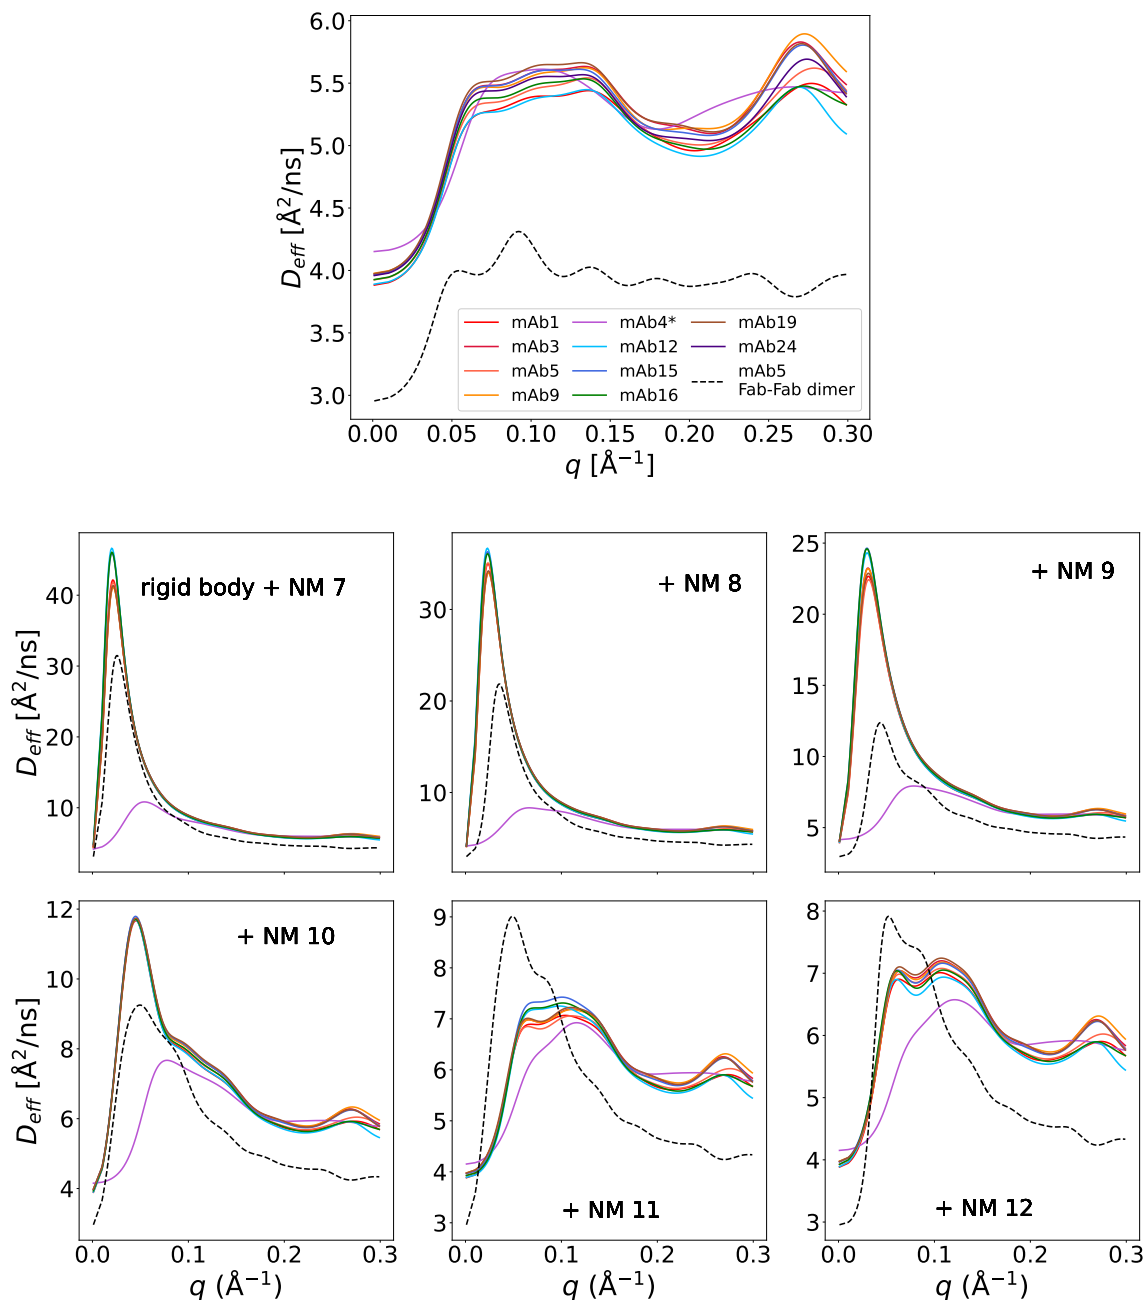 6.0
5.5
5.0
4.5
4.0
3.5
3.0
D_eff [Å²/ns]
mAb1
mAb3
mAb5
mAb9
mAb4*
mAb12
mAb15
mAb16
mAb19
mAb24
mAb5
Fab-Fab dimer
0.00 0.05 0.10 0.15 0.20 0.25 0.30
q [Å⁻¹]
rigid body + NM 7
40
30
20
10
D_eff [Å²/ns]
+ NM 8
30
20
10
+ NM 9
25
20
15
10
5
+ NM 10
12
10
8
6
4
D_eff [Å²/ns]
0.0 0.1 0.2 0.3
q (Å⁻¹)
9
8
7
6
5
4
3
+ NM 11
0.0 0.1 0.2 0.3
q (Å⁻¹)
8
7
6
5
4
3
+ NM 12
0.0 0.1 0.2 0.3
q (Å⁻¹)